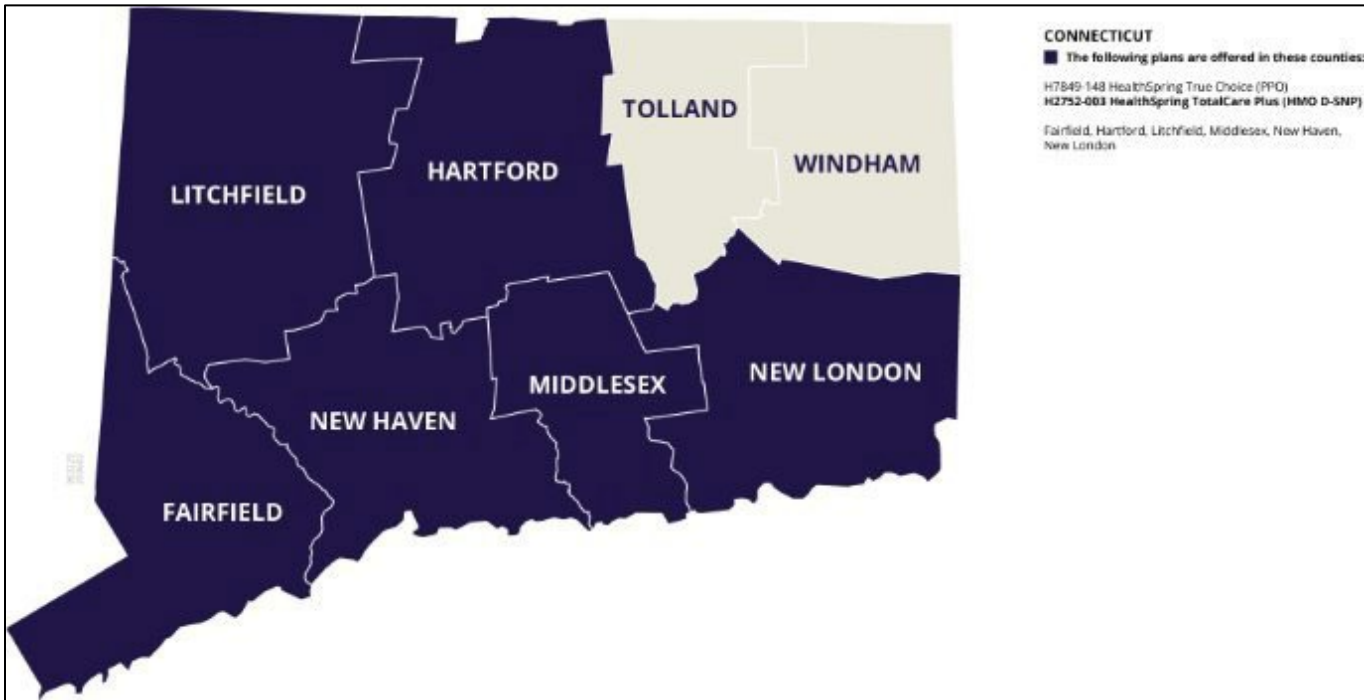 CONNECTICUT
The following plans are offered in these counties:
H7849-148 HealthSpring True Choice (PPO)
H2752-003 HealthSpring TotalCare Plus (HMO D-SNP)
Fairfield, Hartford, Litchfield, Middlesex, New Haven,
New London
TOLLAND
WINDHAM
HARTFORD
LITCHFIELD
NEW LONDON
MIDDLESEX
NEW HAVEN
FAIRFIELD